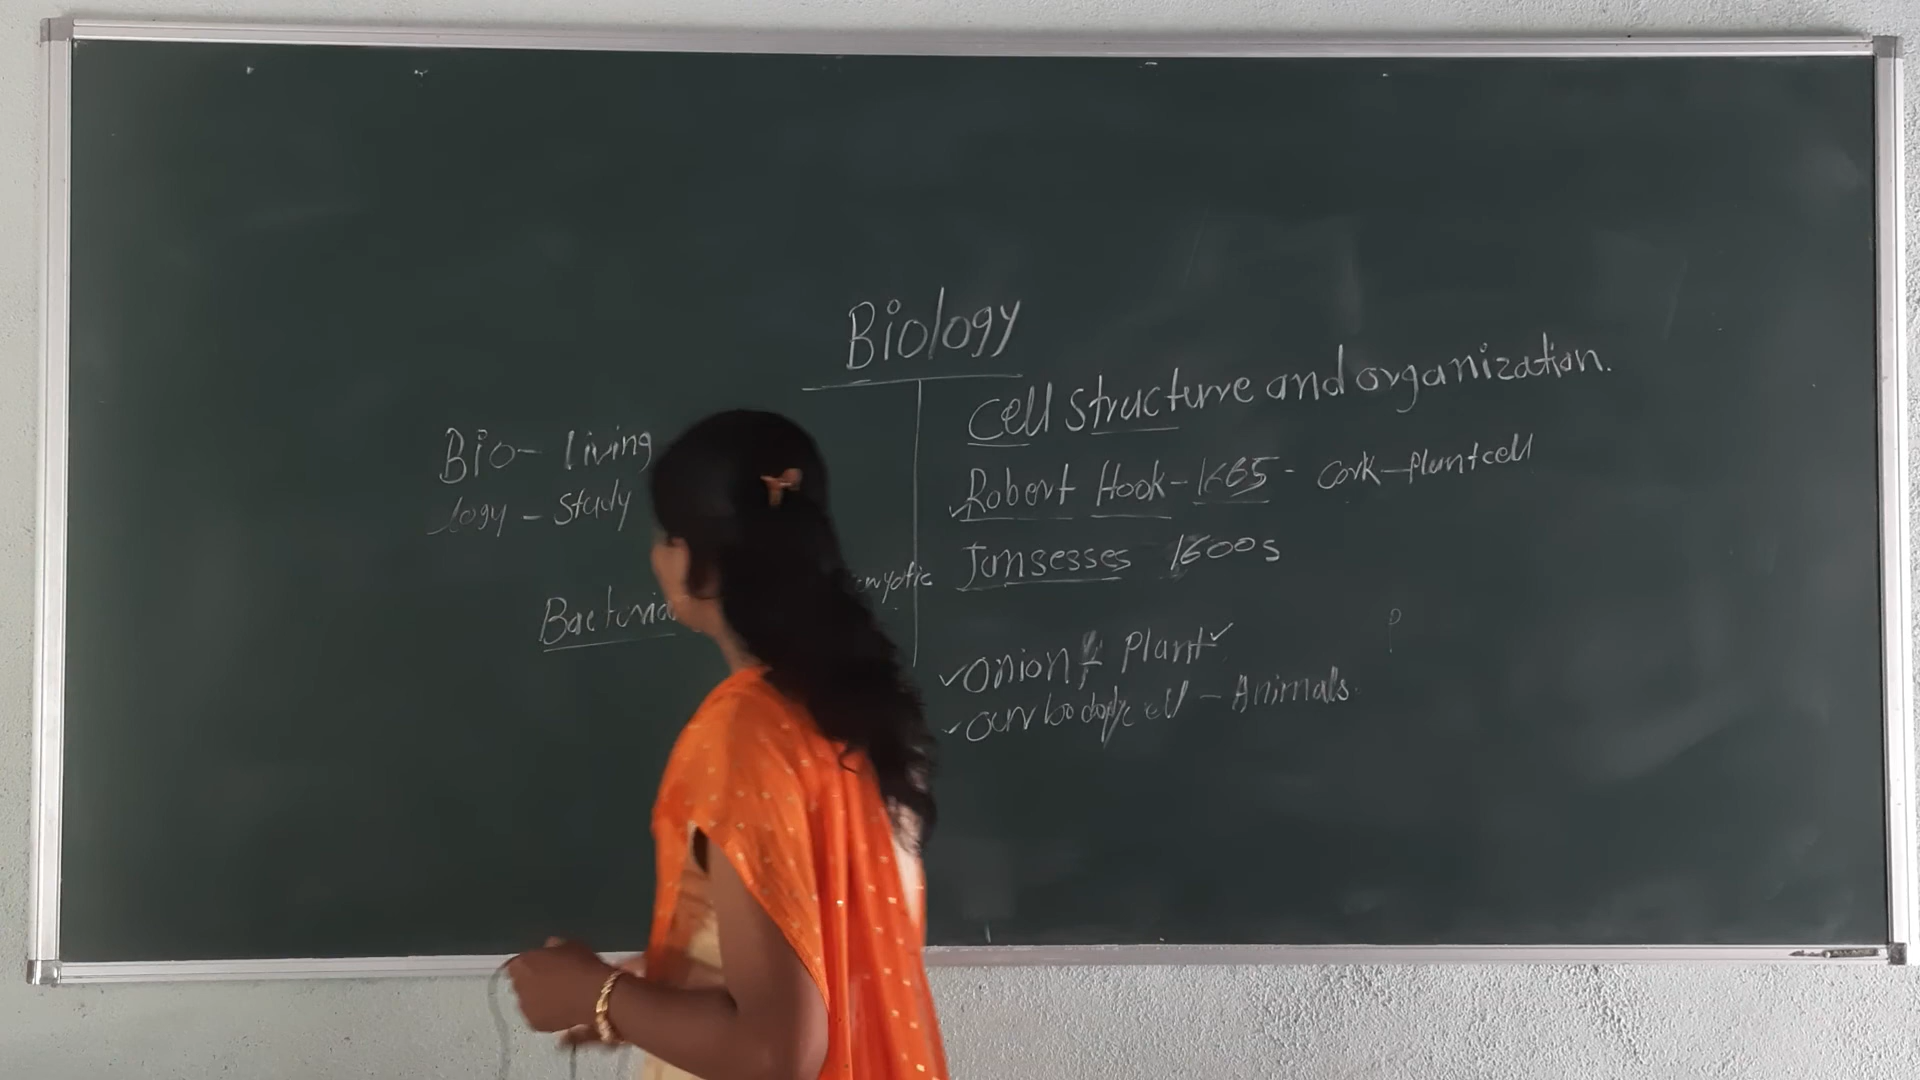 Biology
Bio - living
logy - study
Bacteria
Cell structure and organization.
Robert Hook - 1665 - cork - plant cell
Jansesses 1600s
✓ onion Plant ✓
✓ our body cell - Animals.
P